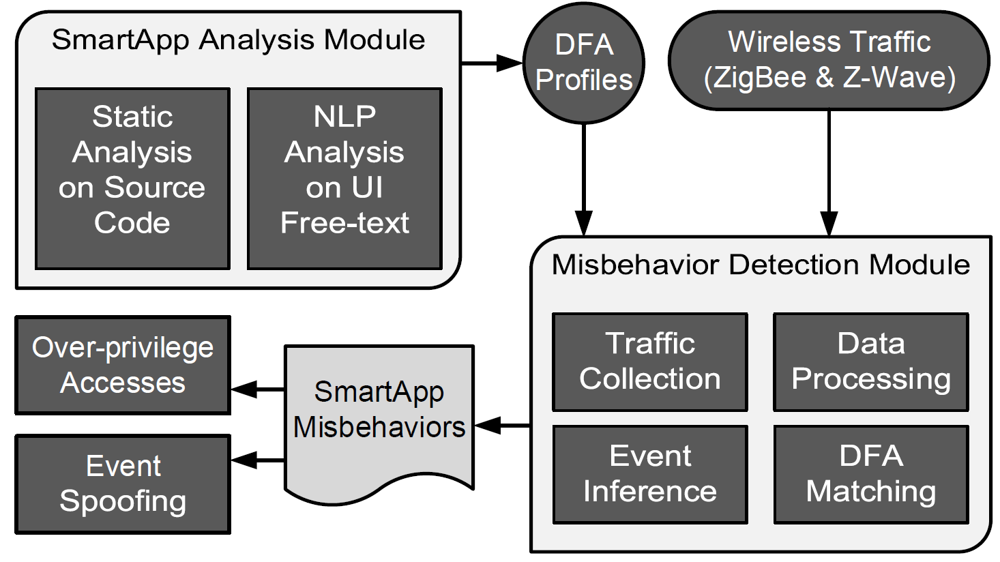 SmartApp Analysis Module
Static
Analysis
on Source
Code
NLP
Analysis
on UI
Free-text
DFA
Profiles
Wireless Traffic
(ZigBee & Z-Wave)
Misbehavior Detection Module
Traffic
Collection
Data
Processing
Event
Inference
DFA
Matching
SmartApp
Misbehaviors
Over-privilege
Accesses
Event
Spoofing